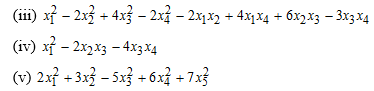 (iii) x₁² − 2x₂² + 4x₃² − 2x₄² − 2x₁x₂ + 4x₁x₄ + 6x₂x₃ − 3x₃x₄
(iv) x₁² − 2x₂x₃ − 4x₃x₄
(v) 2x₁² + 3x₂² − 5x₃² + 6x₄² + 7x₅²